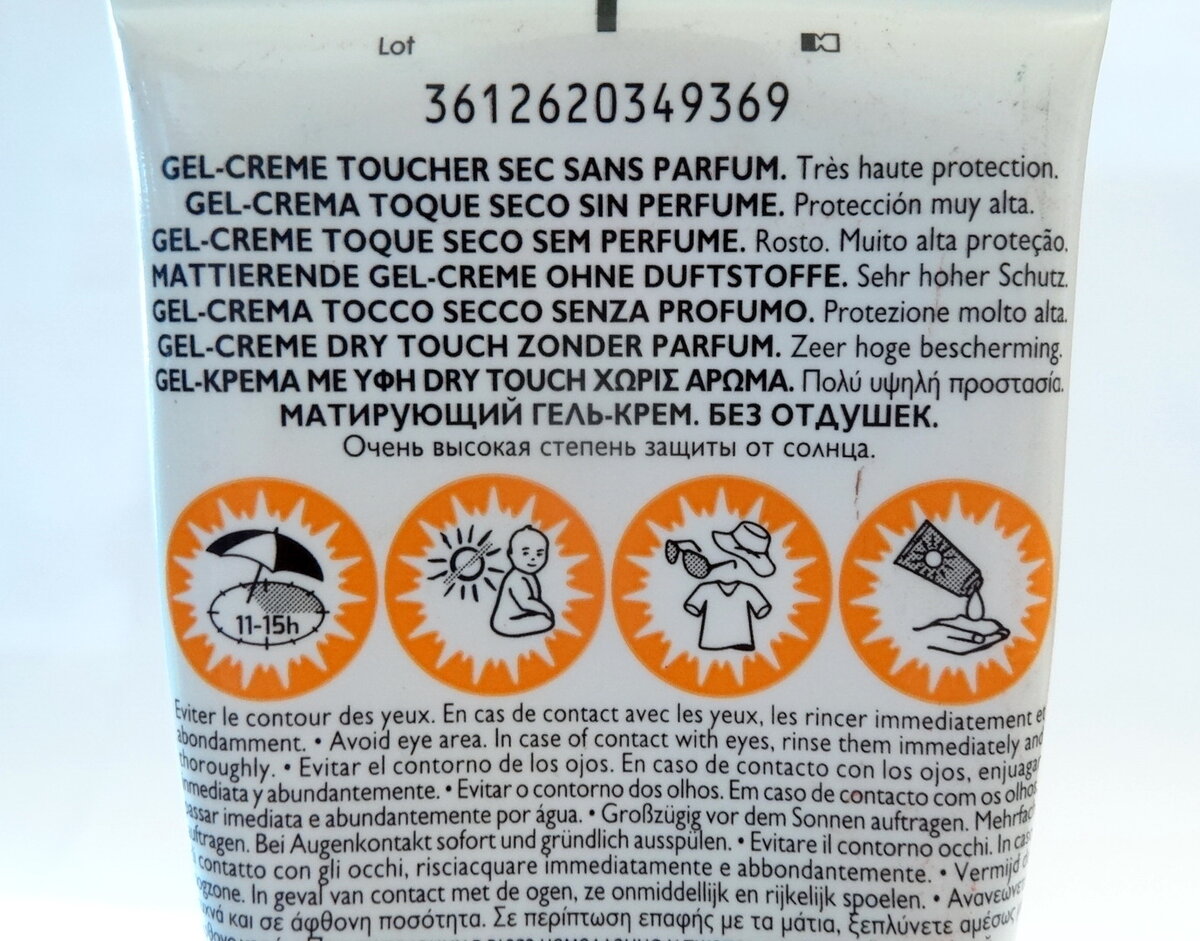 Lot
3612620349369
GEL-CREME TOUCHER SEC SANS PARFUM. Très haute protection.
GEL-CREMA TOQUE SECO SIN PERFUME. Protección muy alta.
GEL-CREME TOQUE SECO SEM PERFUME. Rosto. Muito alta proteção.
MATTIERENDE GEL-CREME OHNE DUFTSTOFFE. Sehr hoher Schutz.
GEL-CREMA TOCCO SECCO SENZA PROFUMO. Protezione molto alta.
GEL-CREME DRY TOUCH ZONDER PARFUM. Zeer hoge bescherming.
GEL-ΚΡΕΜΑ ΜΕ ΥΦΗ DRY TOUCH ΧΩΡΙΣ ΑΡΩΜΑ. Πολύ υψηλή προστασία.
МАТИРУЮЩИЙ ГЕЛЬ-КРЕМ. БЕЗ ОТДУШЕК.
Очень высокая степень защиты от солнца.
11-15h
Eviter le contour des yeux. En cas de contact avec les yeux, les rincer immediatement et
abondamment. • Avoid eye area. In case of contact with eyes, rinse them immediately and
thoroughly. • Evitar el contorno de los ojos. En caso de contacto con los ojos, enjuagar
inmediata y abundantemente. • Evitar o contorno dos olhos. Em caso de contacto com os olhos
passar imediata e abundantemente por água. • Großzügig vor dem Sonnen auftragen. Mehrfach
auftragen. Bei Augenkontakt sofort und gründlich ausspülen. • Evitare il contorno occhi. In caso
contatto con gli occhi, risciacquare immediatamente e abbondantemente. • Vermijd
oogzone. In geval van contact met de ogen, ze onmiddellijk en rijkelijk spoelen. •
και σε άφθονη ποσότητα. Σε περίπτωση επαφής με τα μάτια, ξεπλύνετε αμέσως